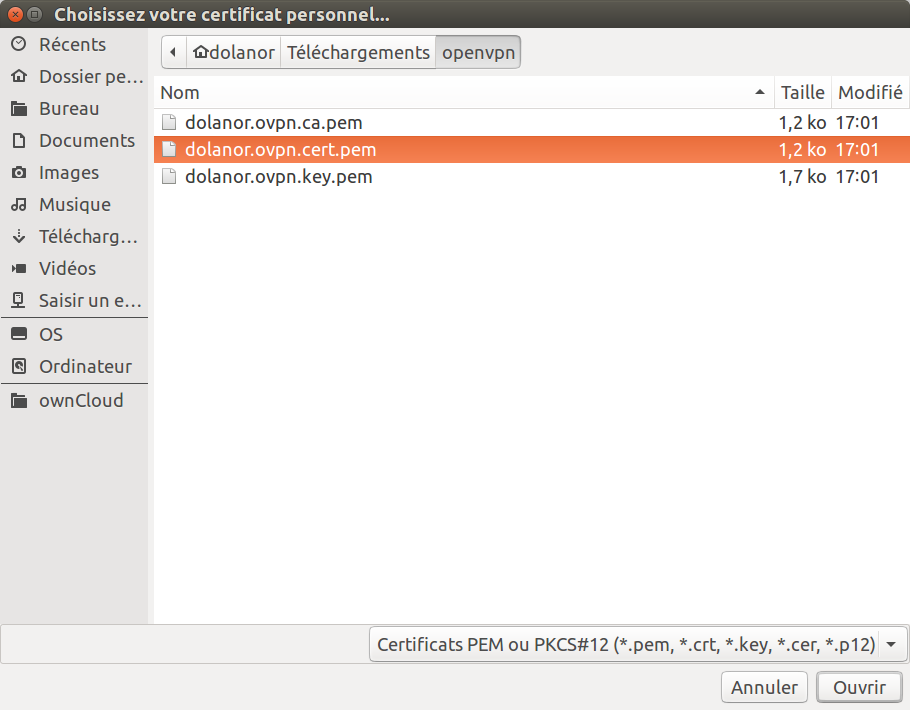 Choisissez votre certificat personnel...
Récents
Dossier pe...
Bureau
Documents
Images
Musique
Télécharg...
Vidéos
Saisir un e...
OS
Ordinateur
ownCloud
dolanor Téléchargements openvpn
Nom Taille Modifié
dolanor.ovpn.ca.pem 1,2 ko 17:01
dolanor.ovpn.cert.pem 1,2 ko 17:01
dolanor.ovpn.key.pem 1,7 ko 17:01
Certificats PEM ou PKCS#12 (*.pem, *.crt, *.key, *.cer, *.p12)
Annuler Ouvrir